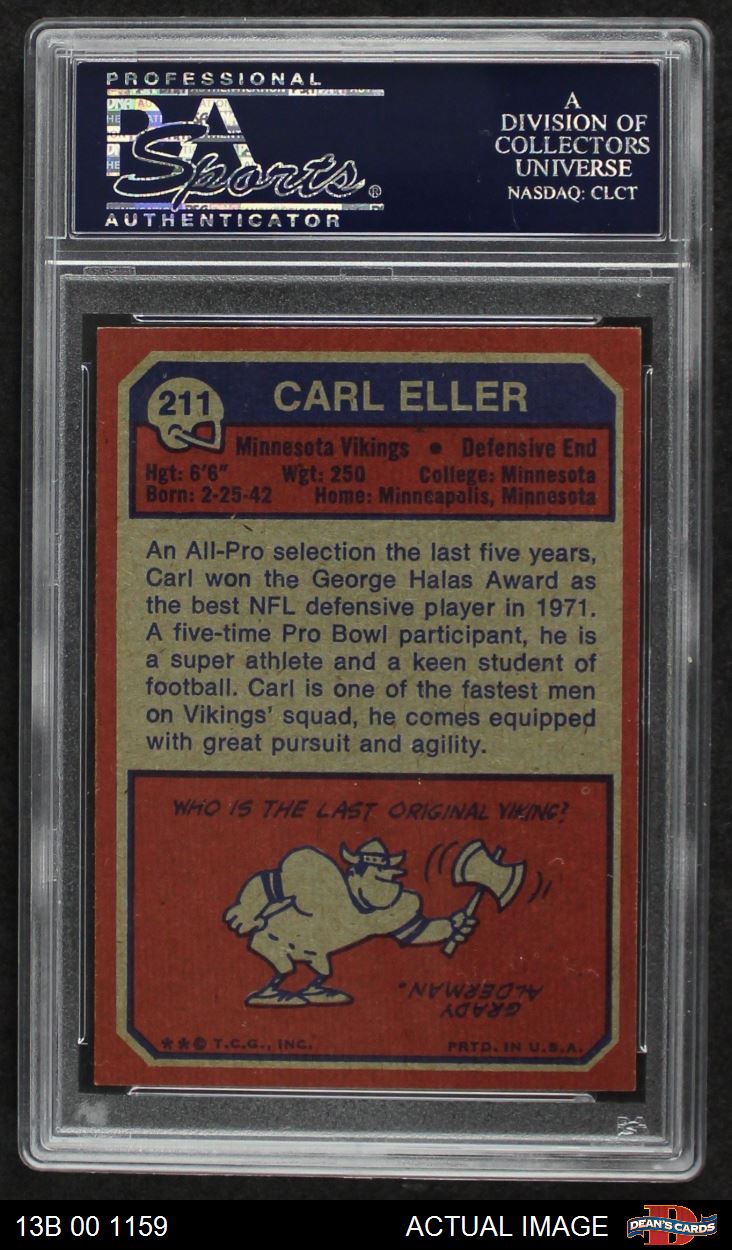 PROFESSIONAL
PSA
Sports®
AUTHENTICATOR
A
DIVISION OF
COLLECTORS
UNIVERSE
NASDAQ: CLCT
211
CARL ELLER
Minnesota Vikings • Defensive End
Hgt: 6'6" Wgt: 250 College: Minnesota
Born: 2-25-42 Home: Minneapolis, Minnesota
An All-Pro selection the last five years,
Carl won the George Halas Award as
the best NFL defensive player in 1971.
A five-time Pro Bowl participant, he is
a super athlete and a keen student of
football. Carl is one of the fastest men
on Vikings' squad, he comes equipped
with great pursuit and agility.
WHO IS THE LAST ORIGINAL VIKING?
GRADY
ALDERMAN.
**© T.C.G., INC. PRTD. IN U.S.A.
13B 00 1159 ACTUAL IMAGE DEAN'S CARDS